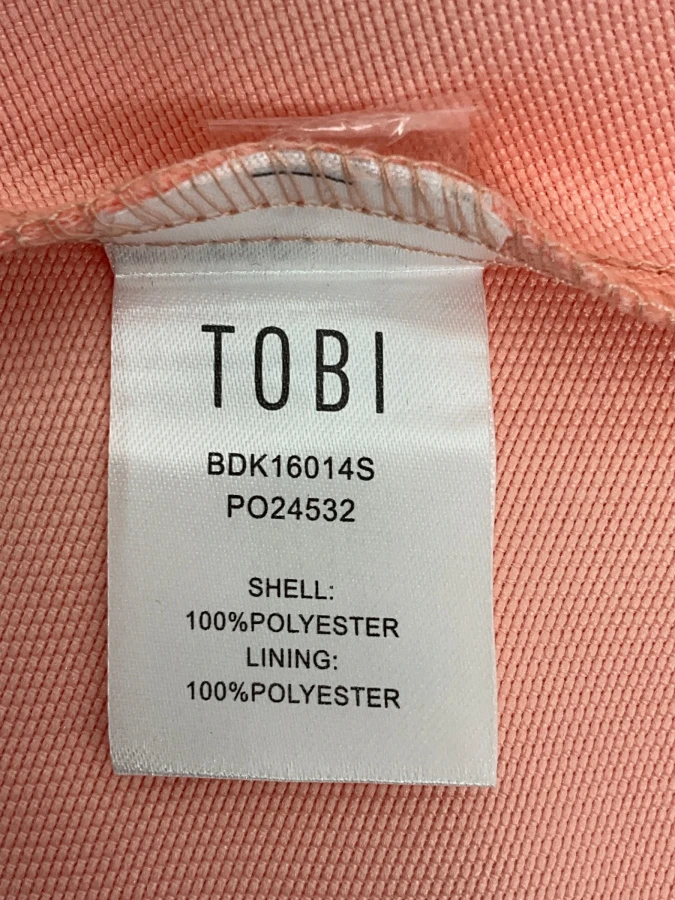 TOBI
BDK16014S
PO24532
SHELL:
100%POLYESTER
LINING:
100%POLYESTER